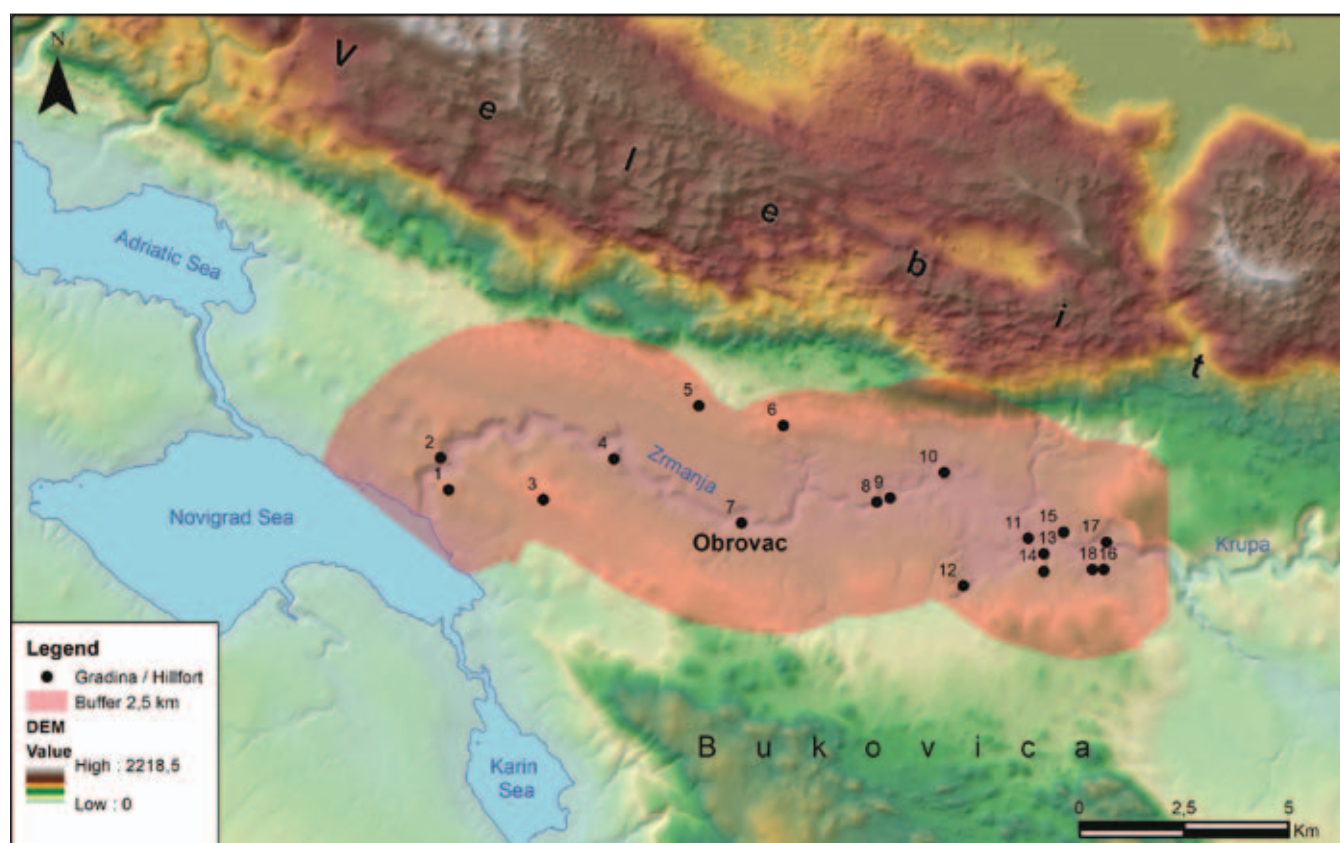 N
V e l e b i t
Adriatic Sea
5
6
2
4
10
Zrmanja
1
3
8 9
Novigrad Sea
7
Obrovac
11 15 17
13
Krupa
14
18 16
12
Legend
Gradina / Hillfort
Buffer 2,5 km
DEM
Value
High : 2218,5
Low : 0
B u k o v i c a
Karin
Sea
0 2,5 5
Km